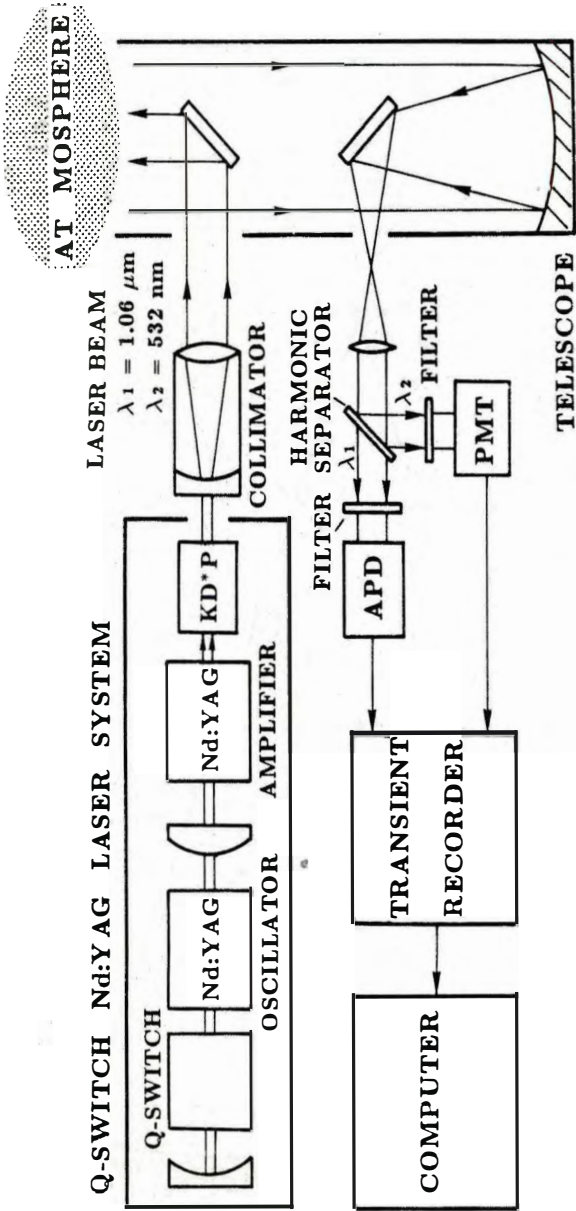 Q-SWITCH Nd:YAG LASER SYSTEM
Q-SWITCH
Nd:YAG
OSCILLATOR
Nd:YAG
AMPLIFIER
KD*P
COLLIMATOR
LASER BEAM
λ1 = 1.06 μm
λ2 = 532 nm
AT MOSPHERE
COMPUTER
TRANSIENT
RECORDER
APD
FILTER
HARMONIC
SEPARATOR
λ1
λ2
FILTER
PMT
TELESCOPE